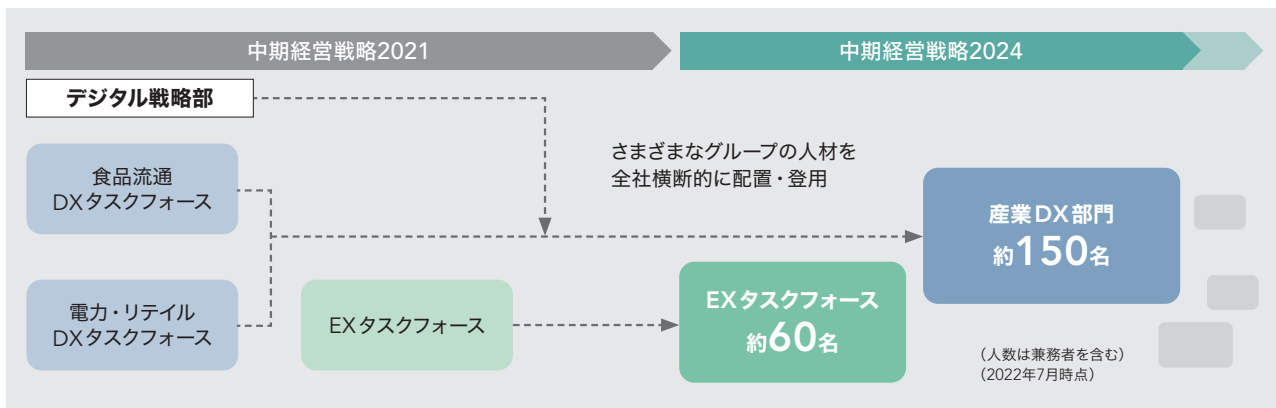 中期経営戦略2021
中期経営戦略2024
デジタル戦略部
食品流通
DXタスクフォース
さまざまなグループの人材を
全社横断的に配置・登用
産業DX部門
約150名
電力・リテイル
DXタスクフォース
EXタスクフォース
EXタスクフォース
約60名
(人数は兼務者を含む)
(2022年7月時点)